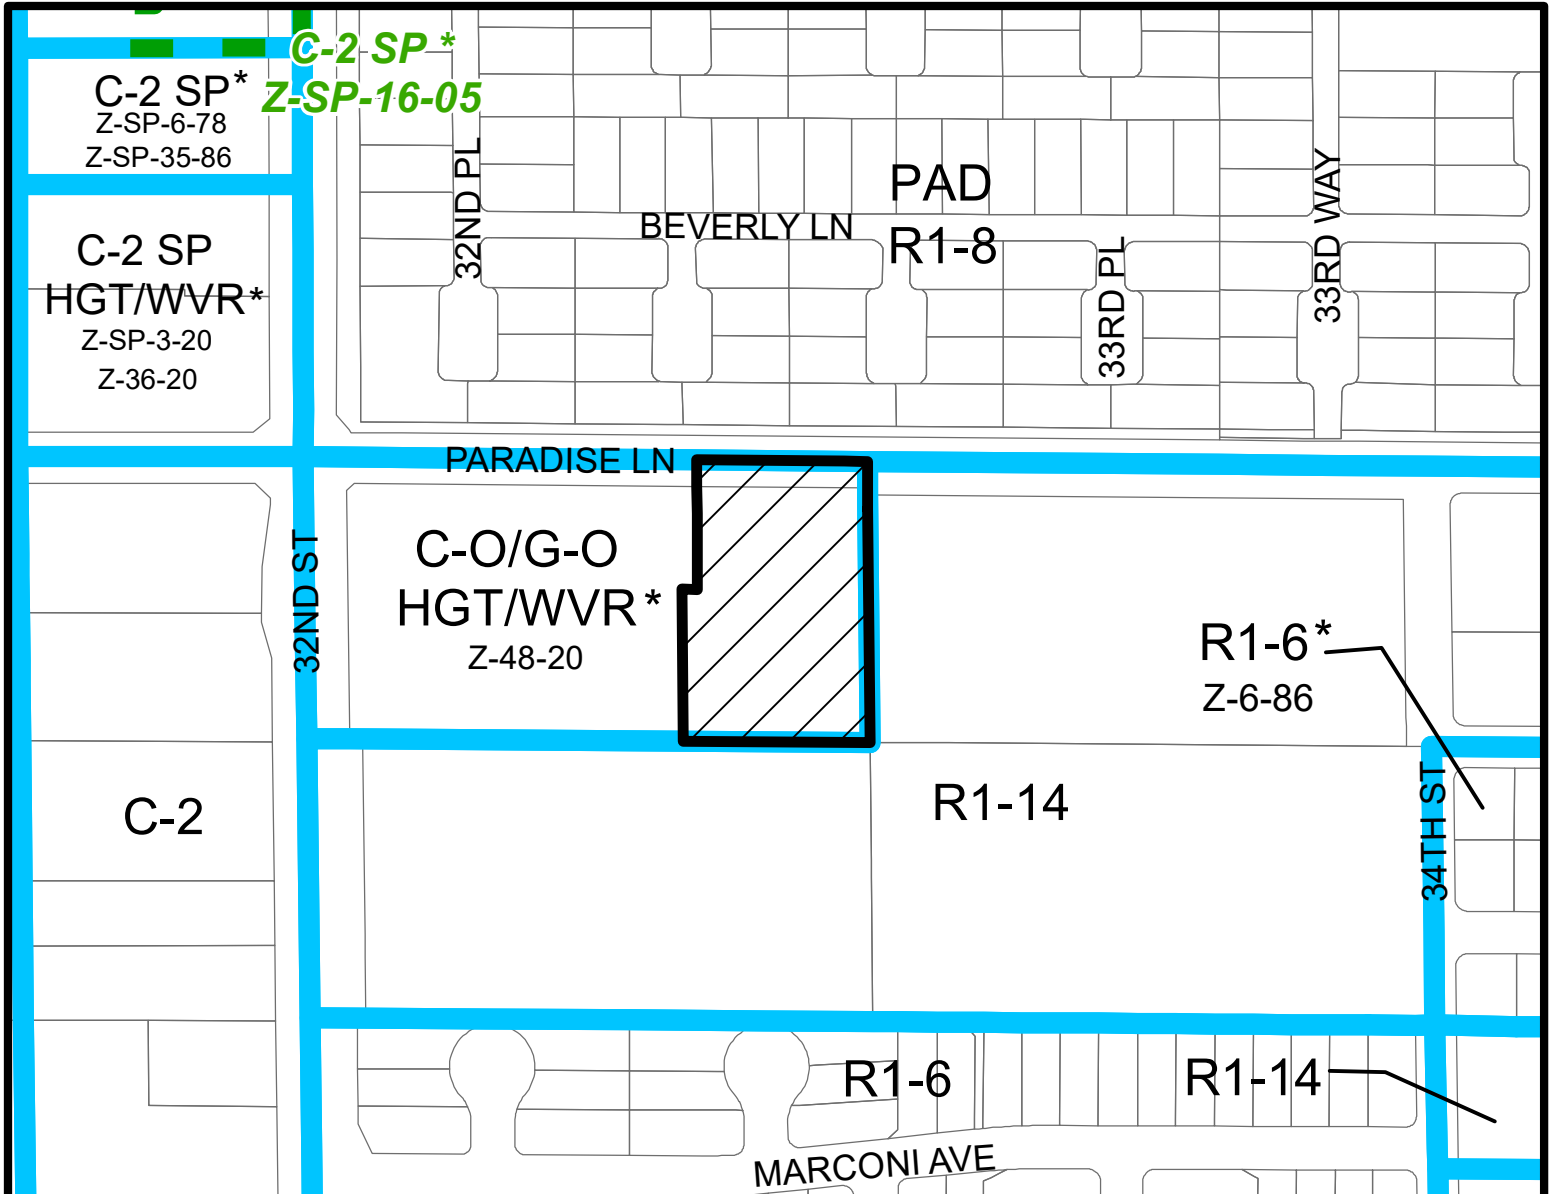 C-2 SP *
Z-SP-16-05
C-2 SP*
Z-SP-6-78
Z-SP-35-86
C-2 SP
HGT/WVR*
Z-SP-3-20
Z-36-20
32ND PL
BEVERLY LN
PAD
R1-8
33RD PL
33RD WAY
PARADISE LN
32ND ST
C-O/G-O
HGT/WVR*
Z-48-20
R1-6*
Z-6-86
C-2
R1-14
34TH ST
R1-6
R1-14
MARCONI AVE